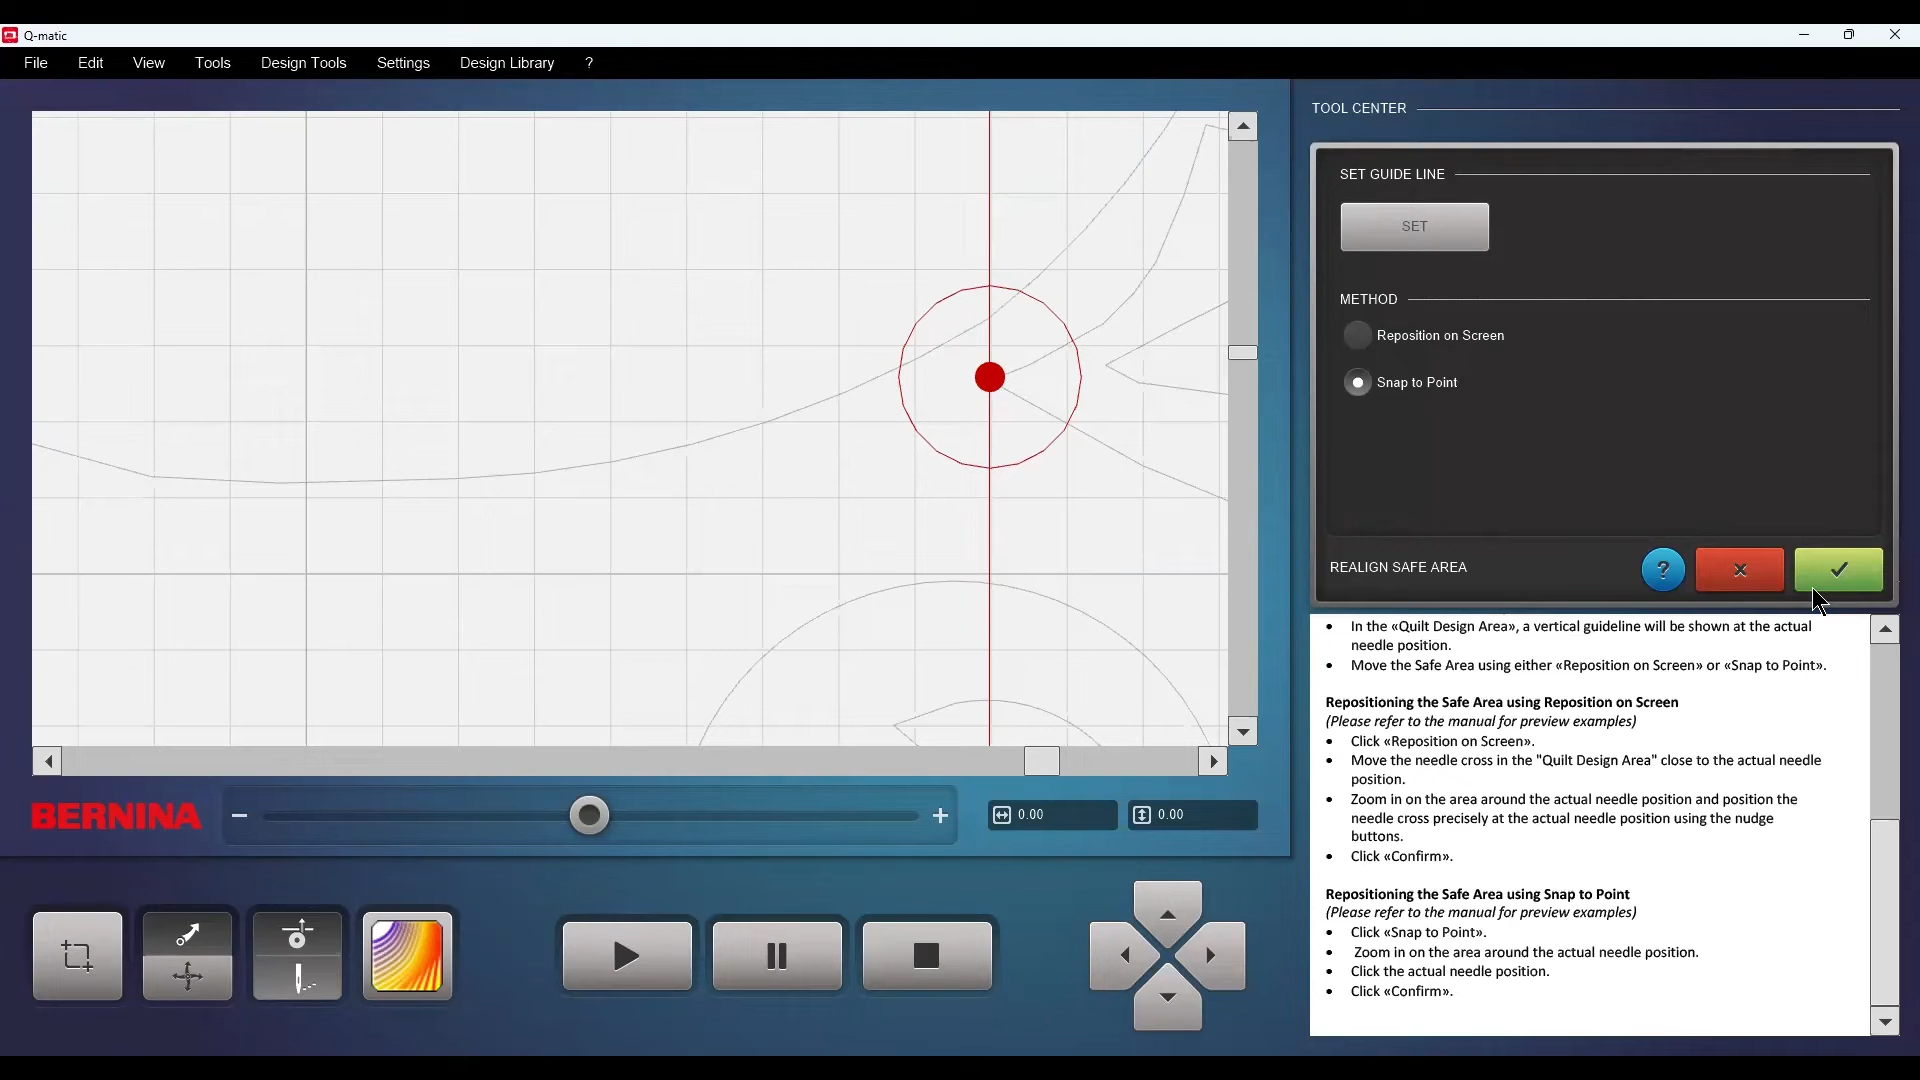 Q-matic
File Edit View Tools Design Tools Settings Design Library ?
TOOL CENTER
SET GUIDE LINE
SET
METHOD
Reposition on Screen
Snap to Point
REALIGN SAFE AREA
?
• In the «Quilt Design Area», a vertical guideline will be shown at the actual
needle position.
• Move the Safe Area using either «Reposition on Screen» or «Snap to Point».
Repositioning the Safe Area using Reposition on Screen
(Please refer to the manual for preview examples)
• Click «Reposition on Screen».
• Move the needle cross in the "Quilt Design Area" close to the actual needle
position.
• Zoom in on the area around the actual needle position and position the
needle cross precisely at the actual needle position using the nudge
buttons.
• Click «Confirm».
Repositioning the Safe Area using Snap to Point
(Please refer to the manual for preview examples)
• Click «Snap to Point».
• Zoom in on the area around the actual needle position.
• Click the actual needle position.
• Click «Confirm».
BERNINA
0.00
0.00